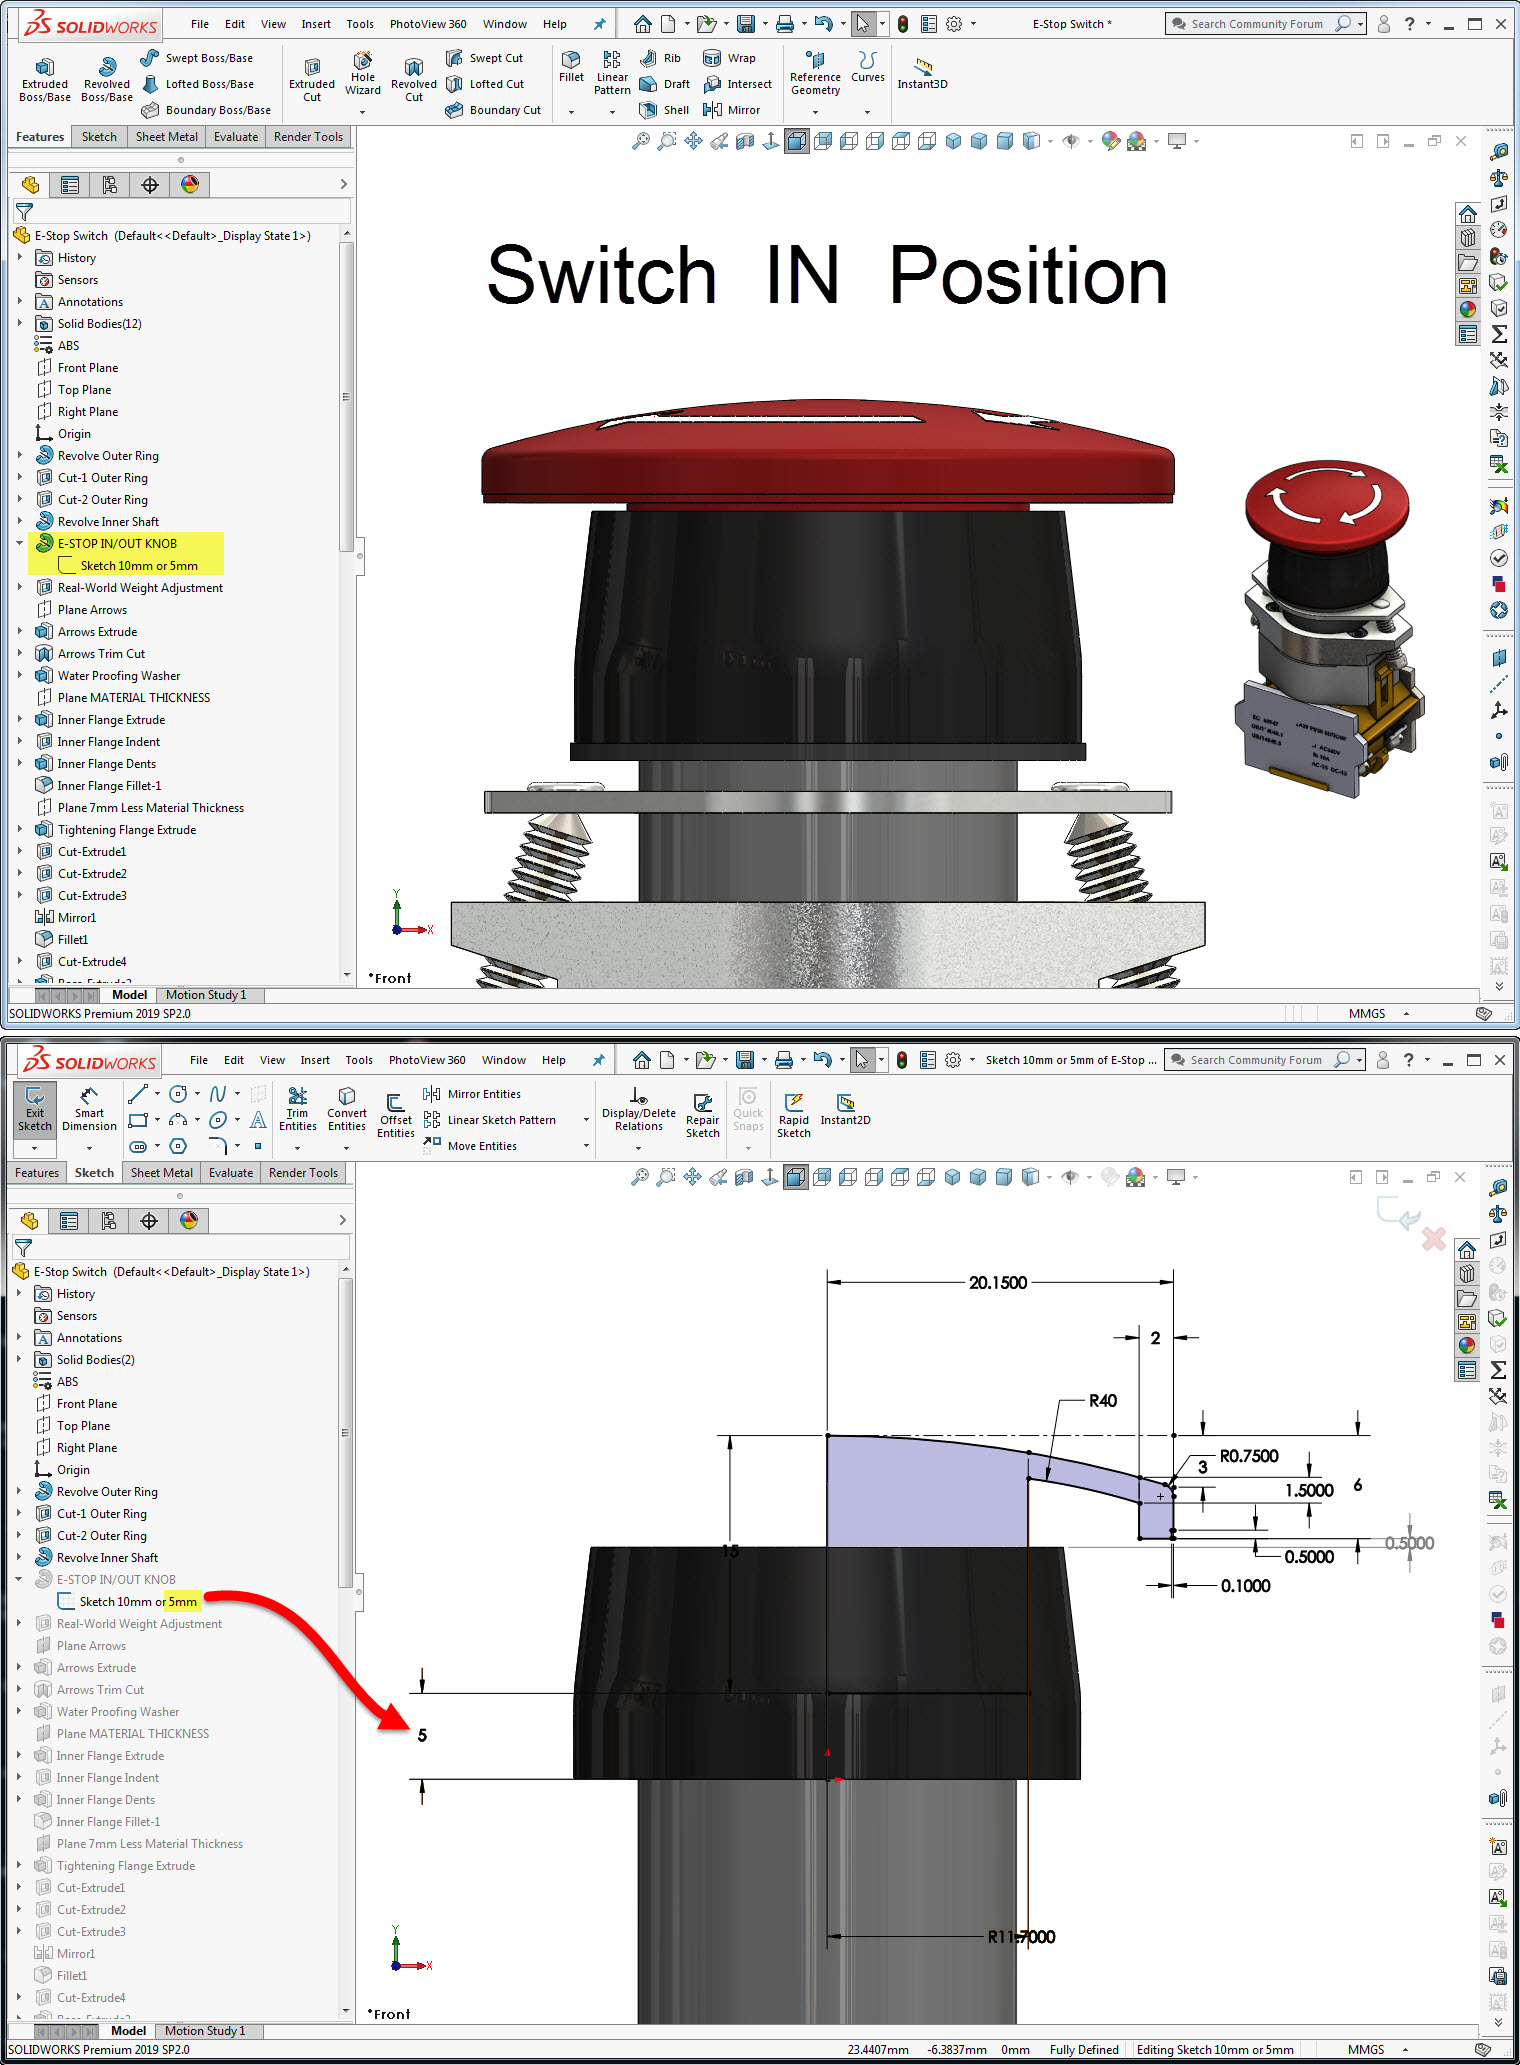 SOLIDWORKS File Edit View Insert Tools PhotoView 360 Window Help E-Stop Switch * Search Community Forum ?
Extruded Boss/Base
Revolved Boss/Base
Swept Boss/Base
Lofted Boss/Base
Boundary Boss/Base
Extruded Cut
Hole Wizard
Revolved Cut
Swept Cut
Lofted Cut
Boundary Cut
Fillet
Linear Pattern
Rib
Draft
Shell
Wrap
Intersect
Mirror
Reference Geometry
Curves
Instant3D
Features Sketch Sheet Metal Evaluate Render Tools
E-Stop Switch (Default<<Default>_Display State 1>)
History
Sensors
Annotations
Solid Bodies(12)
ABS
Front Plane
Top Plane
Right Plane
Origin
Revolve Outer Ring
Cut-1 Outer Ring
Cut-2 Outer Ring
Revolve Inner Shaft
E-STOP IN/OUT KNOB
Sketch 10mm or 5mm
Real-World Weight Adjustment
Plane Arrows
Arrows Extrude
Arrows Trim Cut
Water Proofing Washer
Plane MATERIAL THICKNESS
Inner Flange Extrude
Inner Flange Indent
Inner Flange Dents
Inner Flange Fillet-1
Plane 7mm Less Material Thickness
Tightening Flange Extrude
Cut-Extrude1
Cut-Extrude2
Cut-Extrude3
Mirror1
Fillet1
Cut-Extrude4
Switch IN Position
Y
X
*Front
Model Motion Study 1
SOLIDWORKS Premium 2019 SP2.0 MMGS
SOLIDWORKS File Edit View Insert Tools PhotoView 360 Window Help Sketch 10mm or 5mm of E-Stop ... Search Community Forum ?
Exit Sketch
Smart Dimension
Trim Entities
Convert Entities
Offset Entities
Mirror Entities
Linear Sketch Pattern
Move Entities
Display/Delete Relations
Repair Sketch
Quick Snaps
Rapid Sketch
Instant2D
Features Sketch Sheet Metal Evaluate Render Tools
E-Stop Switch (Default<<Default>_Display State 1>)
History
Sensors
Annotations
Solid Bodies(2)
ABS
Front Plane
Top Plane
Right Plane
Origin
Revolve Outer Ring
Cut-1 Outer Ring
Cut-2 Outer Ring
Revolve Inner Shaft
E-STOP IN/OUT KNOB
Sketch 10mm or 5mm
Real-World Weight Adjustment
Plane Arrows
Arrows Extrude
Arrows Trim Cut
Water Proofing Washer
Plane MATERIAL THICKNESS
Inner Flange Extrude
Inner Flange Indent
Inner Flange Dents
Inner Flange Fillet-1
Plane 7mm Less Material Thickness
Tightening Flange Extrude
Cut-Extrude1
Cut-Extrude2
Cut-Extrude3
Mirror1
Fillet1
Cut-Extrude4
20.1500
2
R40
R0.7500
3
1.5000
6
0.5000
0.5000
0.1000
15
5
R11.7000
Y
X
*Front
Model Motion Study 1
SOLIDWORKS Premium 2019 SP2.0 23.4407mm -6.3837mm 0mm Fully Defined Editing Sketch 10mm or 5mm MMGS